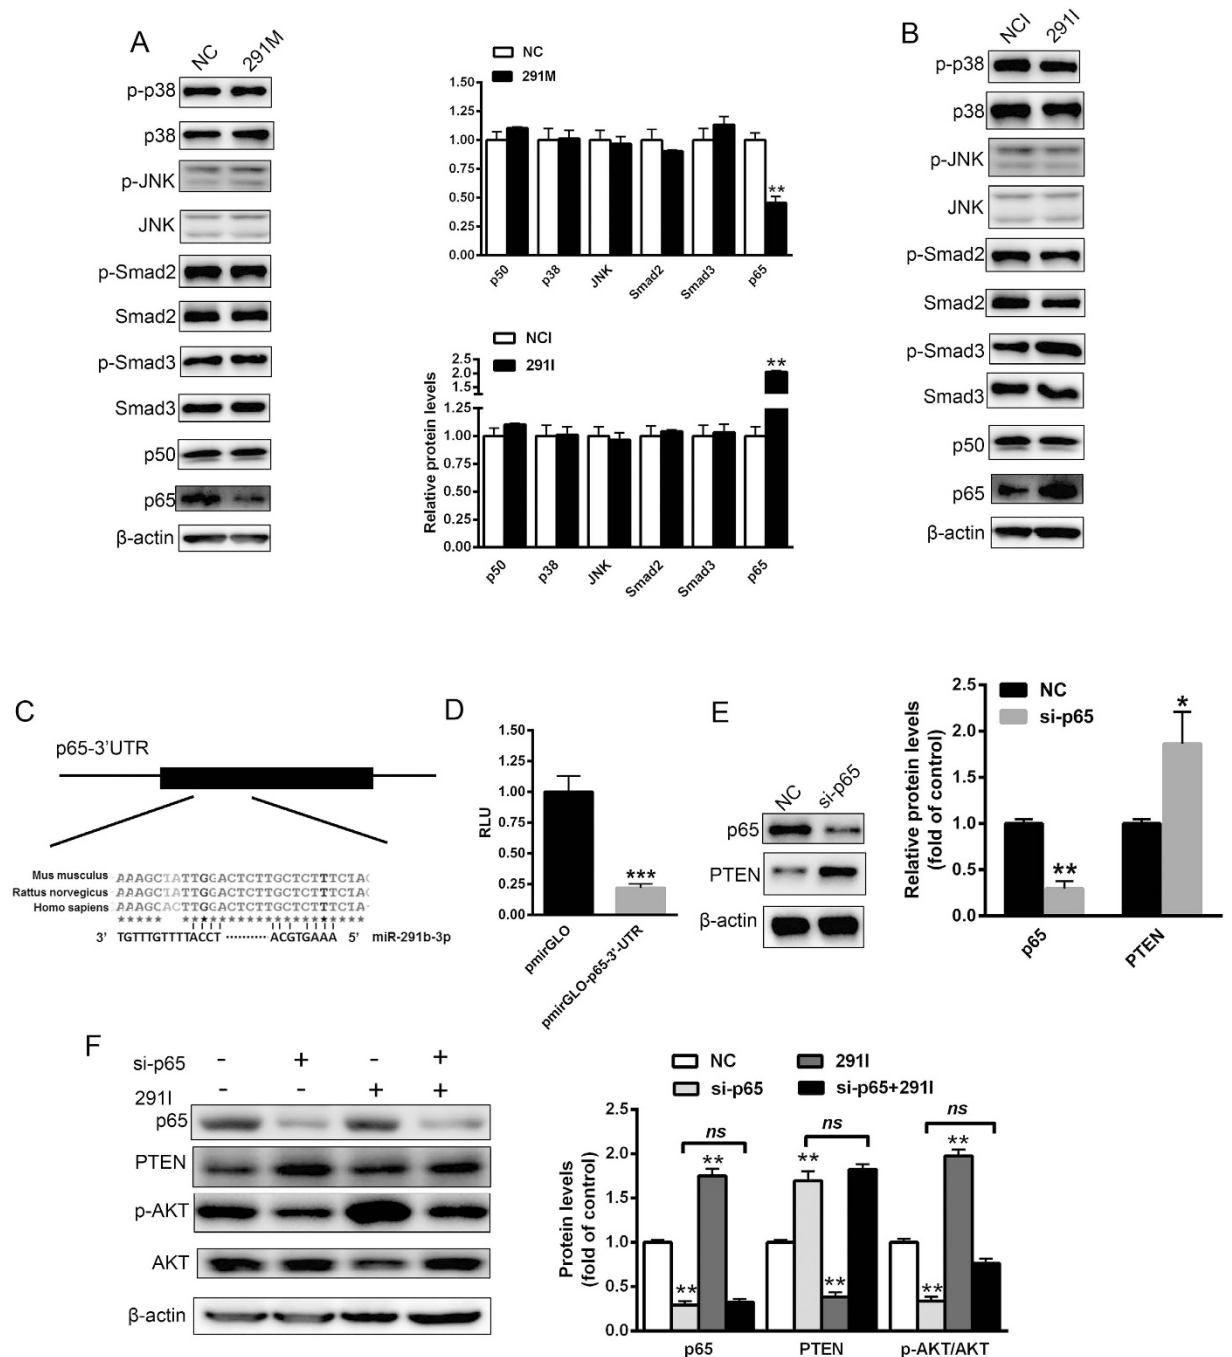 A
NC 291M
p-p38
p38
p-JNK
JNK
p-Smad2
Smad2
p-Smad3
Smad3
p50
p65
β-actin
NC
291M
1.50
1.25
1.00
0.75
0.50
0.25
0.00
**
p50 p38 JNK Smad2 Smad3 p65
NCI
291I
Relative protein levels
2.5
2.0
1.5
1.25
1.00
0.75
0.50
0.25
0.00
**
p50 p38 JNK Smad2 Smad3 p65
B
NCI 291I
p-p38
p38
p-JNK
JNK
p-Smad2
Smad2
p-Smad3
Smad3
p50
p65
β-actin
C
p65-3'UTR
Mus musculus AAAGCTATTGGACTCTTGCTCTTTCTAC
Rattus norvegicus AAAGCTATTGGACTCTTGCTCTTTCTAC
Homo sapiens AAAGCACTTGGACTCTTGCTCTTTCTA-
3' TGTTTGTTTTACCT ·········· ACGTGAAA 5' miR-291b-3p
D
RLU
1.50
1.25
1.00
0.75
0.50
0.25
0.00
***
pmirGLO pmirGLO-p65-3'-UTR
E
NC si-p65
p65
PTEN
β-actin
NC
si-p65
Relative protein levels
(fold of control)
2.5
2.0
1.5
1.0
0.5
0.0
** *
p65 PTEN
F
si-p65 - + - +
291I - - + +
p65
PTEN
p-AKT
AKT
β-actin
NC 291I
si-p65 si-p65+291I
Protein levels
(fold of control)
2.5
2.0
1.5
1.0
0.5
0.0
ns ns ns
** ** ** ** ** **
p65 PTEN p-AKT/AKT